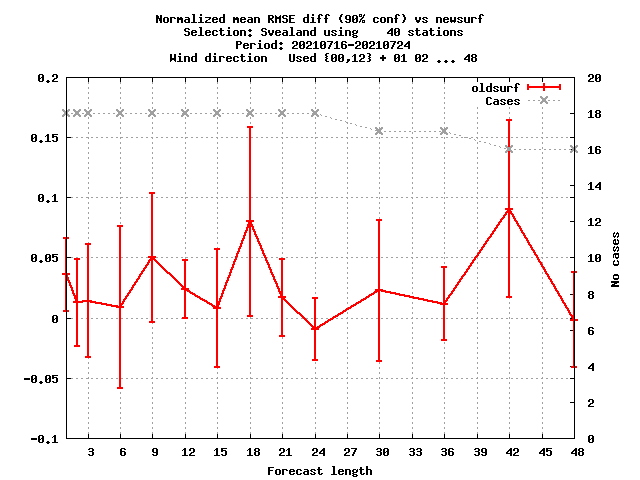 Normalized mean RMSE diff (90% conf) vs newsurf
Selection: Svealand using    40 stations
Period: 20210716-20210724
Wind direction   Used {00,12} + 01 02 ... 48
oldsurf
Cases
0.2
0.15
0.1
0.05
0
-0.05
-0.1
20
18
16
14
12
10
8
6
4
2
0
No cases
3 6 9 12 15 18 21 24 27 30 33 36 39 42 45 48
Forecast length